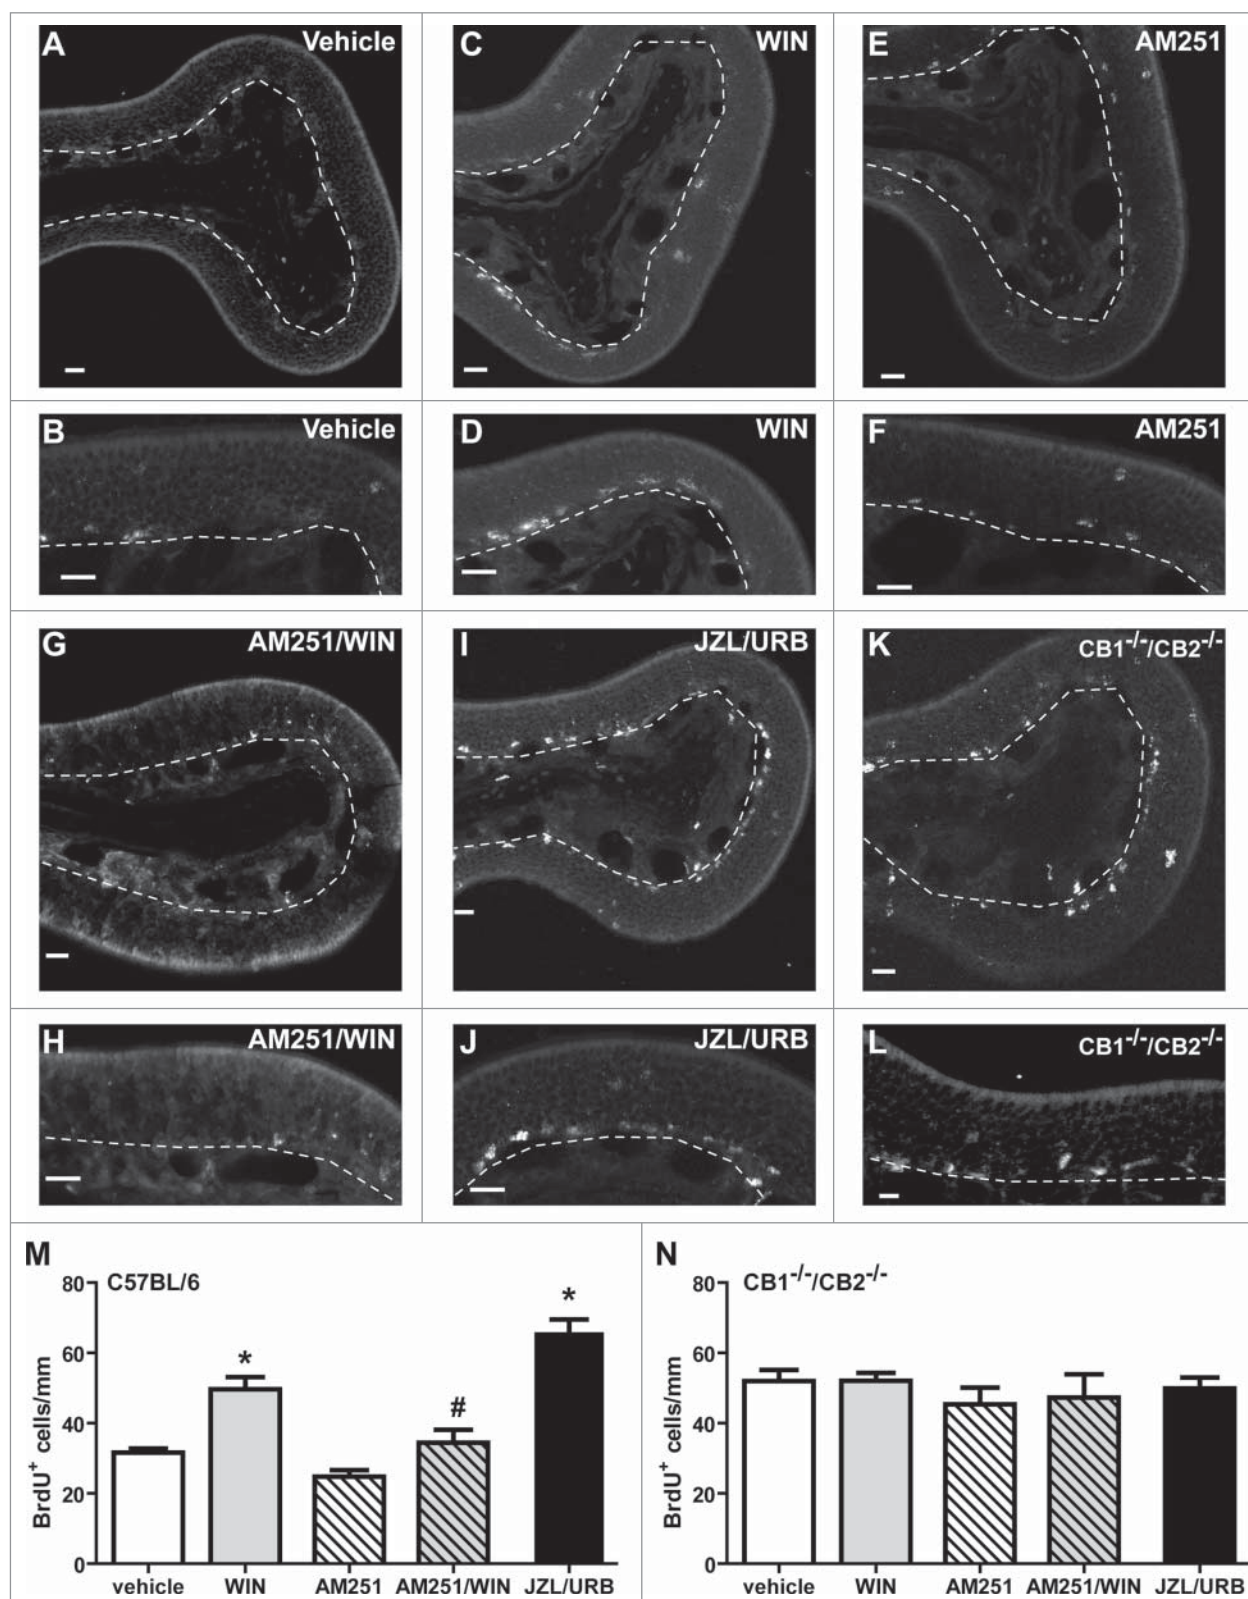 A Vehicle
C WIN
E AM251
B Vehicle
D WIN
F AM251
G AM251/WIN
I JZL/URB
K CB1-/-/CB2-/-
H AM251/WIN
J JZL/URB
L CB1-/-/CB2-/-
M
C57BL/6
BrdU+ cells/mm
80
60
40
20
0
*
#
*
vehicle WIN AM251 AM251/WIN JZL/URB
N
CB1-/-/CB2-/-
BrdU+ cells/mm
80
60
40
20
0
vehicle WIN AM251 AM251/WIN JZL/URB